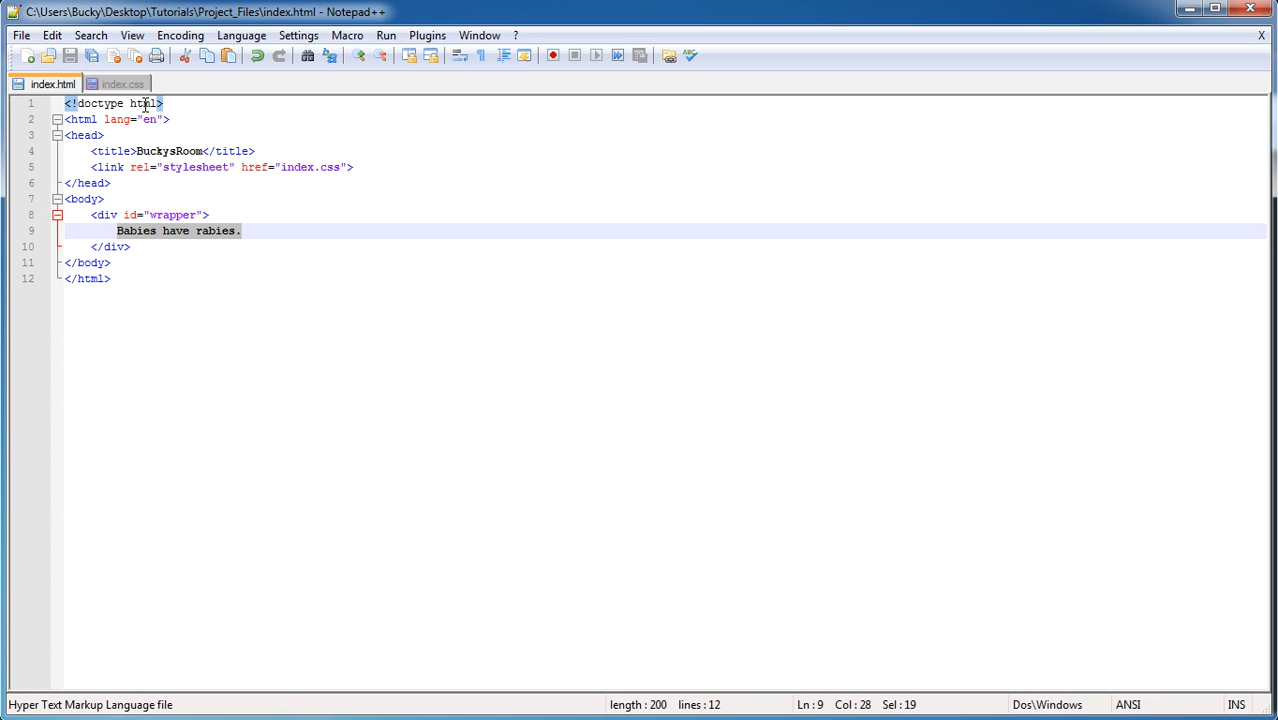 C:\Users\Bucky\Desktop\Tutorials\Project_Files\index.html - Notepad++
File Edit Search View Encoding Language Settings Macro Run Plugins Window ? X
index.html index.css
1 <!doctype html>
2 <html lang="en">
3 <head>
4 <title>BuckysRoom</title>
5 <link rel="stylesheet" href="index.css">
6 </head>
7 <body>
8 <div id="wrapper">
9 Babies have rabies.
10 </div>
11 </body>
12 </html>
Hyper Text Markup Language file length : 200 lines : 12 Ln : 9 Col : 28 Sel : 19 Dos\Windows ANSI INS